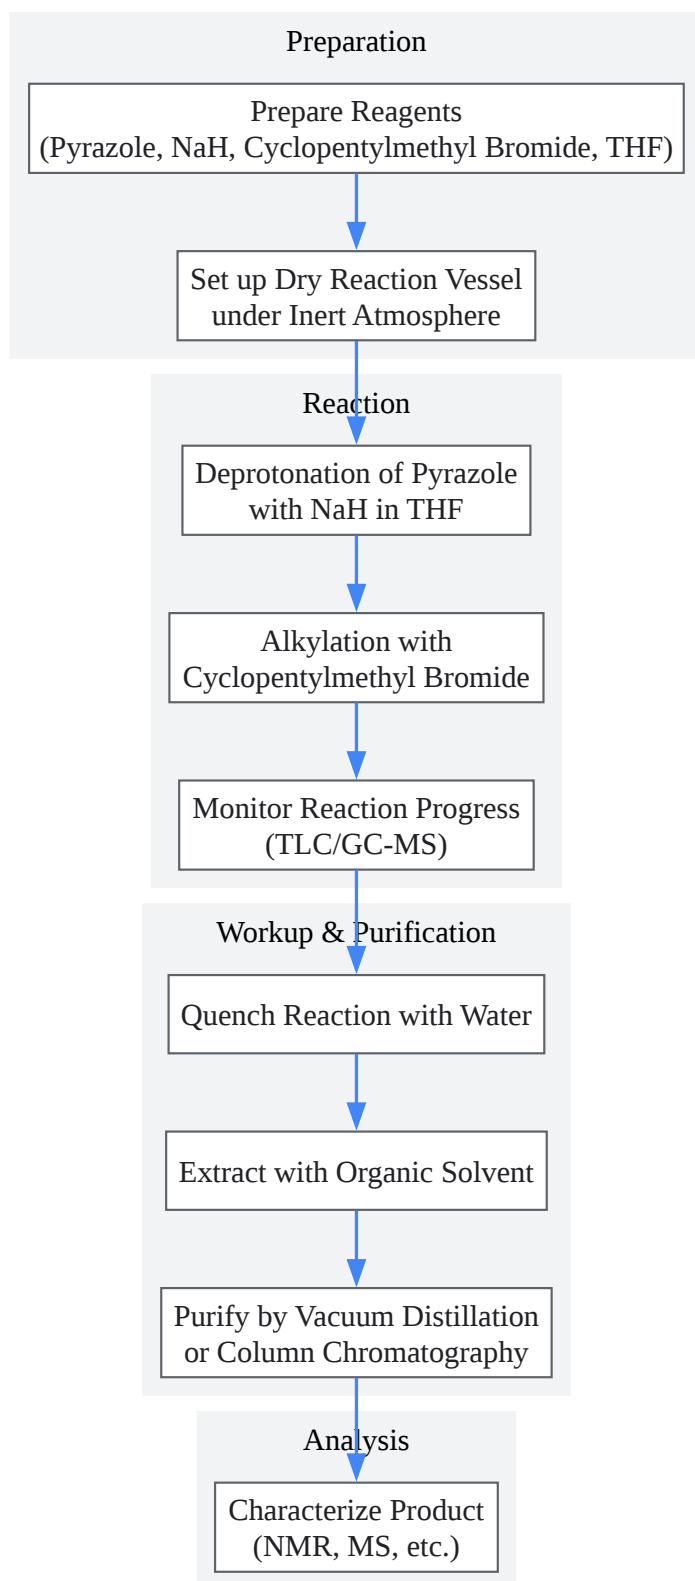 Preparation
Prepare Reagents
(Pyrazole, NaH, Cyclopentylmethyl Bromide, THF)
Set up Dry Reaction Vessel
under Inert Atmosphere
Reaction
Deprotonation of Pyrazole
with NaH in THF
Alkylation with
Cyclopentylmethyl Bromide
Monitor Reaction Progress
(TLC/GC-MS)
Workup & Purification
Quench Reaction with Water
Extract with Organic Solvent
Purify by Vacuum Distillation
or Column Chromatography
Analysis
Characterize Product
(NMR, MS, etc.)